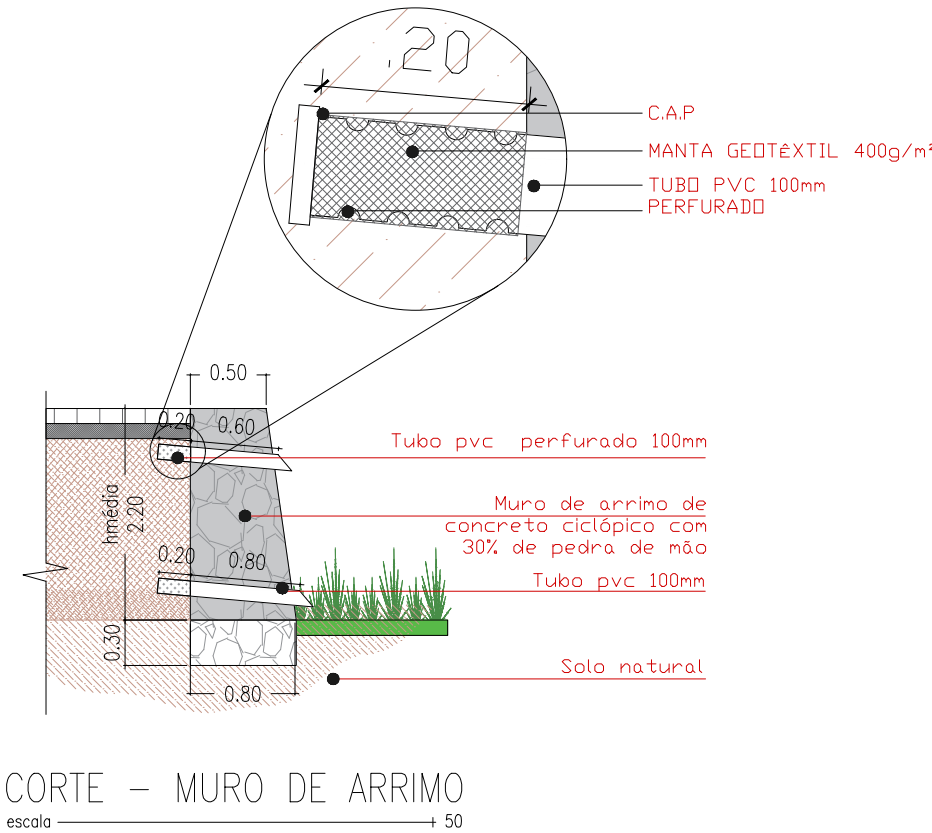 .20
C.A.P
MANTA GEOTÊXTIL 400g/m²
TUBO PVC 100mm
PERFURADO
0.50
0.20
0.60
Tubo pvc perfurado 100mm
hmédia
2.20
Muro de arrimo de
concreto ciclópico com
30% de pedra de mão
0.20
0.80
Tubo pvc 100mm
0.30
Solo natural
0.80
CORTE – MURO DE ARRIMO
escala
50